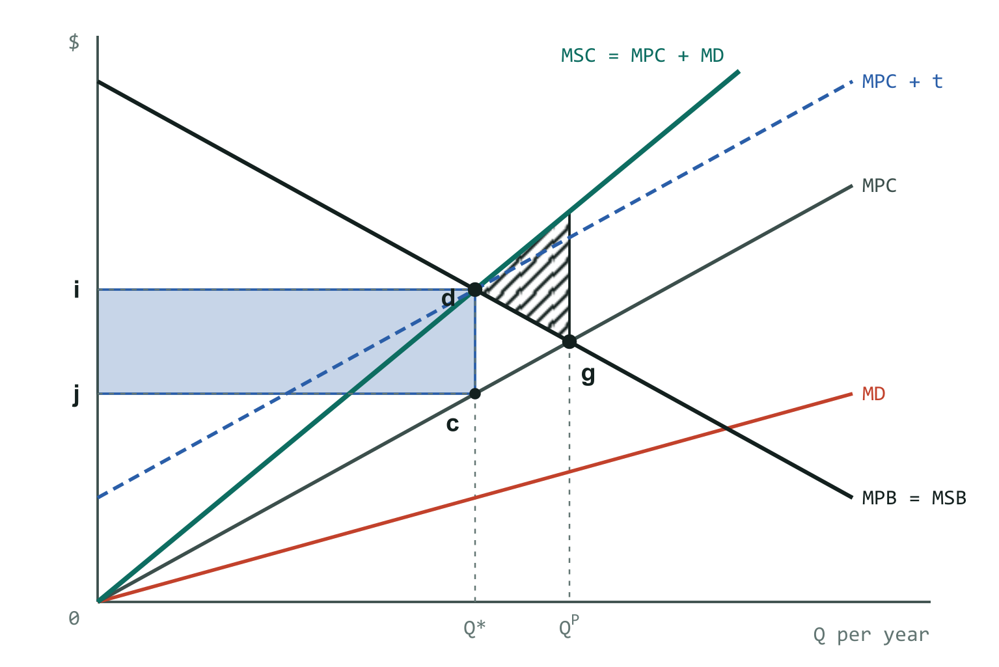 $
MSC = MPC + MD
MPC + t
MPC
i
d
j
g
MD
c
MPB = MSB
0
Q*
Qᴾ
Q per year